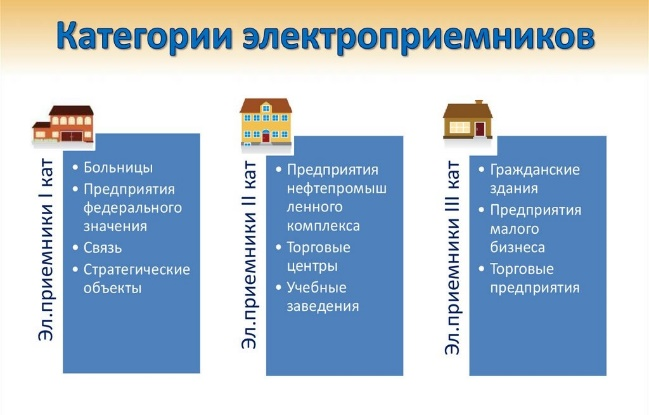 Категории электроприемников
Эл.приемники I кат
• Больницы
• Предприятия
федерального
значения
• Связь
• Стратегические
объекты
Эл.приемники II кат
• Предприятия
нефтепромыш
ленного
комплекса
• Торговые
центры
• Учебные
заведения
Эл.приемники III кат
• Гражданские
здания
• Предприятия
малого
бизнеса
• Торговые
предприятия